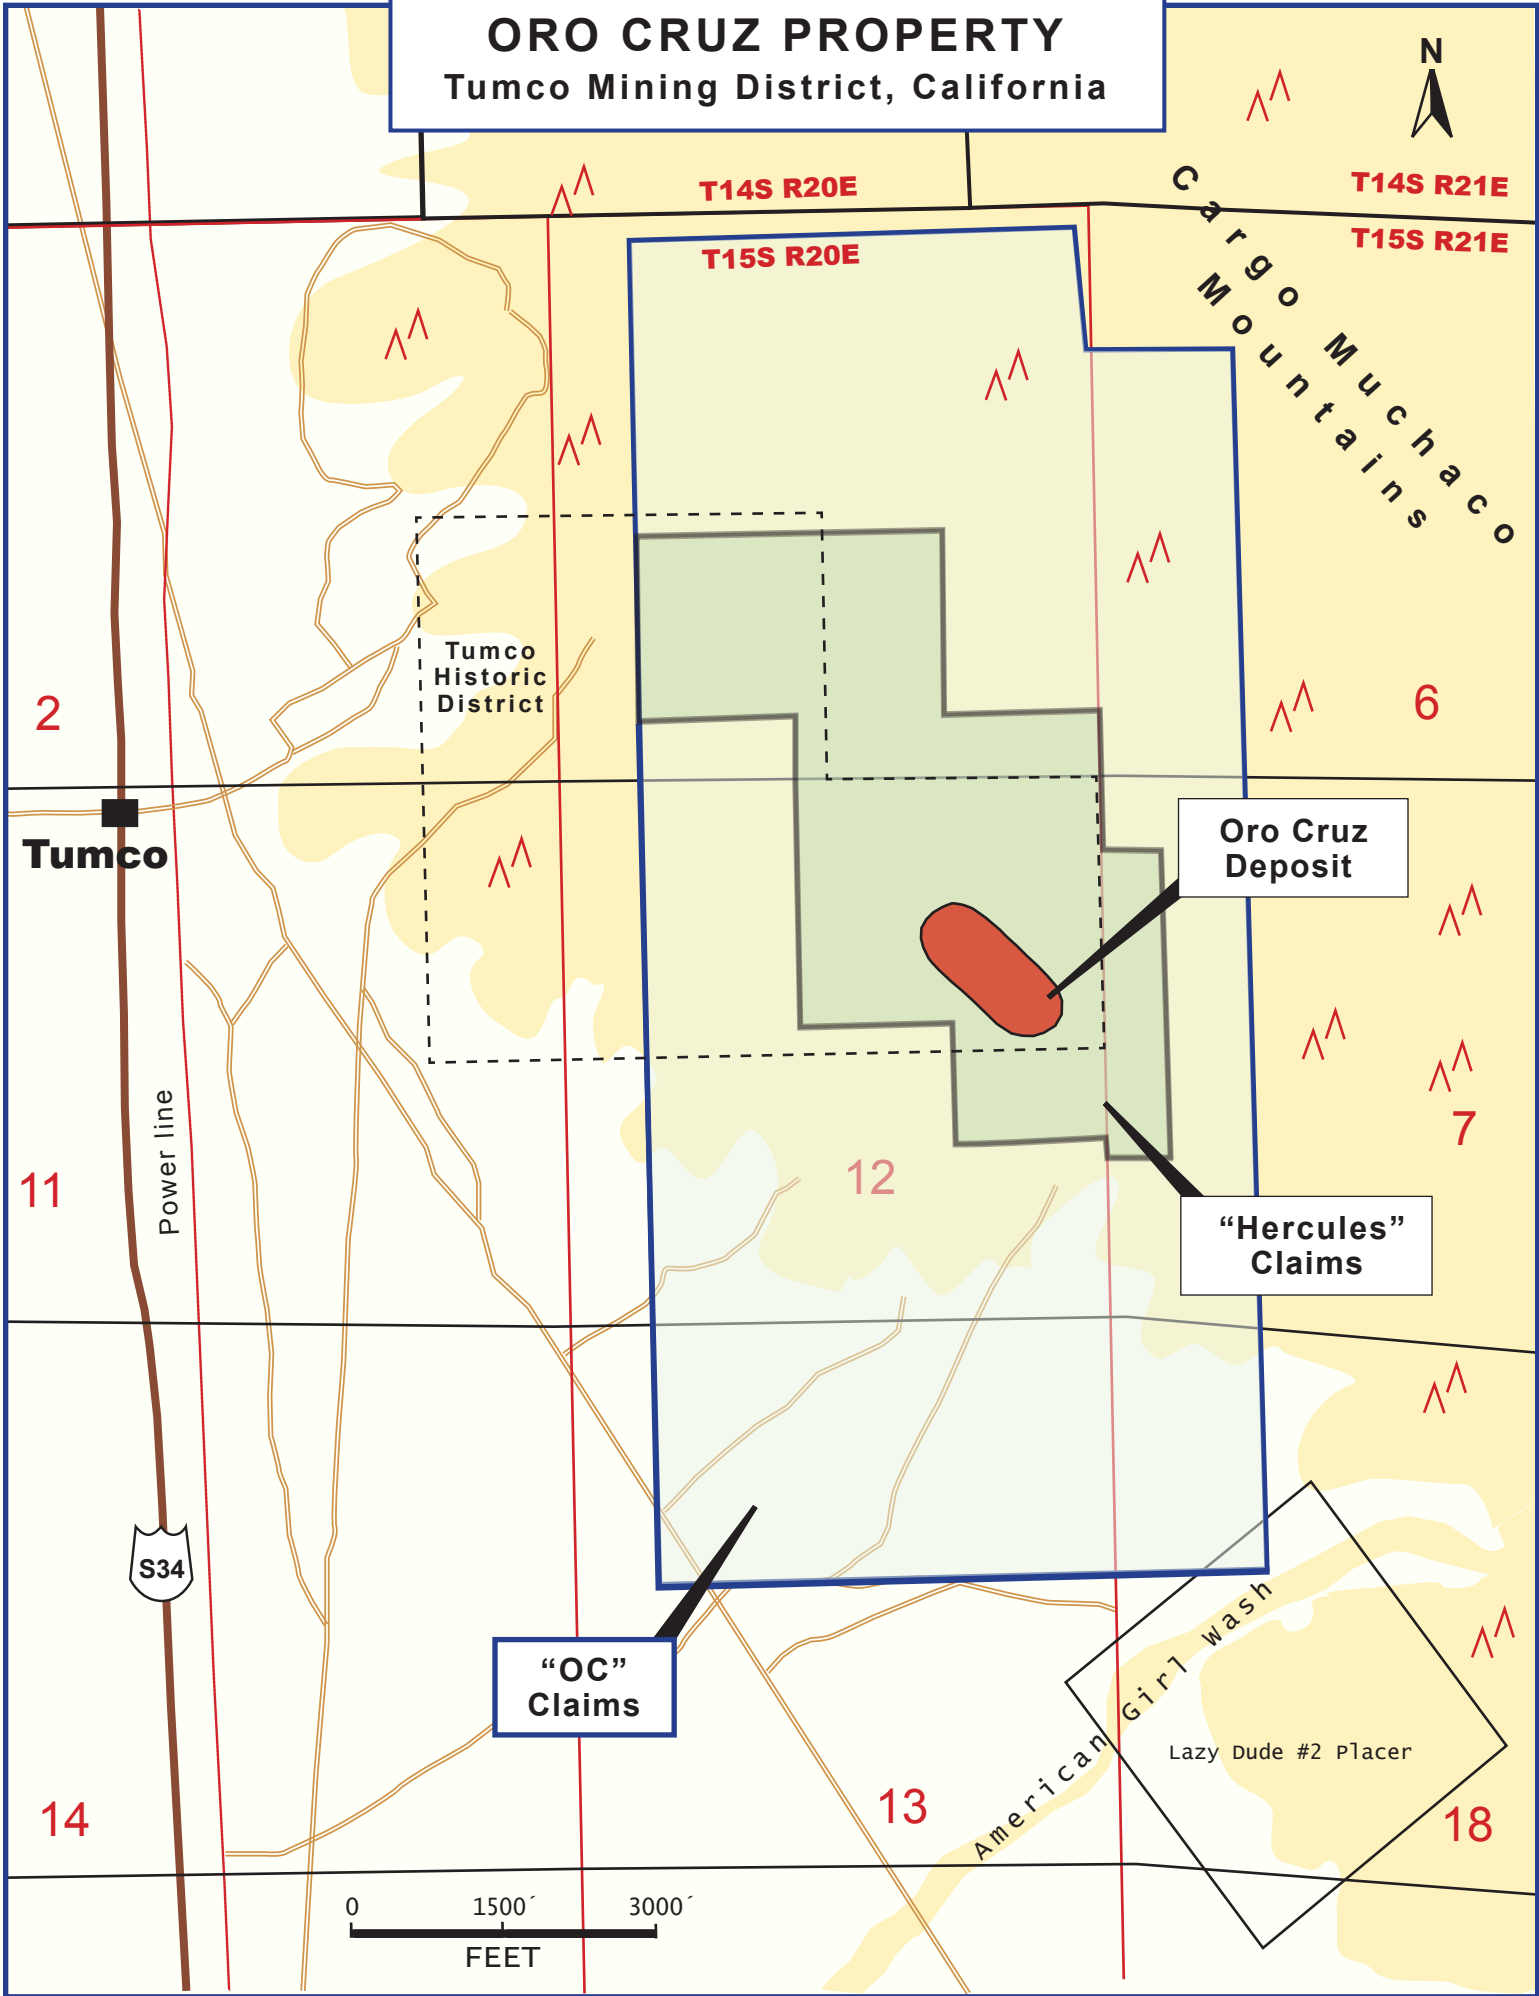 ORO CRUZ PROPERTY
Tumco Mining District, California
N
T14S R20E
T14S R21E
T15S R20E
T15S R21E
Cargo Muchaco
Mountains
Tumco
Historic
District
2
6
Tumco
Oro Cruz
Deposit
Power line
11
12
7
“Hercules”
Claims
S34
“OC”
Claims
American Girl wash
Lazy Dude #2 Placer
14
13
18
0 1500´ 3000´
FEET